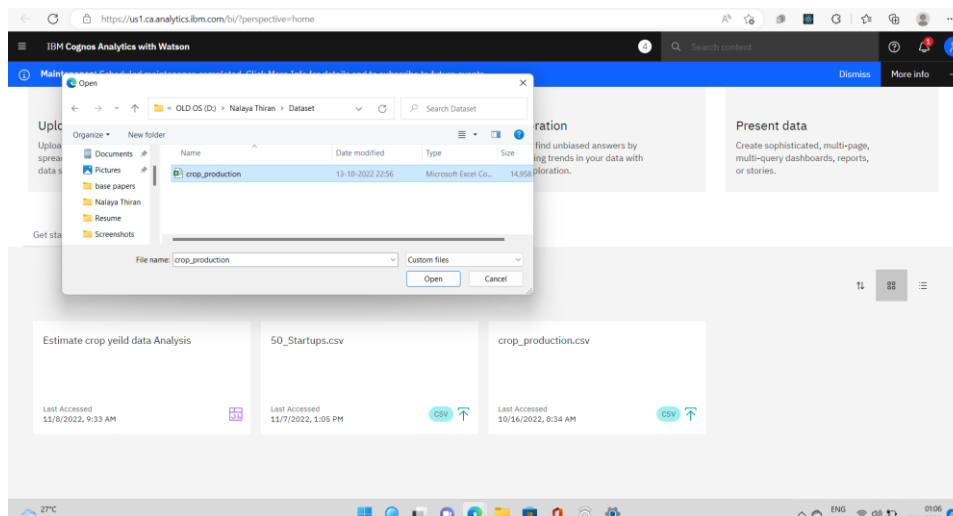 https://us1.ca.analytics.ibm.com/bi/?perspective=home
IBM Cognos Analytics with Watson
4
Search content
1
Dismiss
More info
Open
« OLD OS (D:) > Nalaya Thiran > Dataset
Search Dataset
Organize
New folder
Documents
Pictures
base papers
Nalaya Thiran
Resume
Screenshots
Name
Date modified
Type
Size
crop_production
13-10-2022 22:56
Microsoft Excel Co...
14,958
File name:
crop_production
Custom files
Open
Cancel
Present data
Create sophisticated, multi-page,
multi-query dashboards, reports,
or stories.
find unbiased answers by
ing trends in your data with
Get sta
Estimate crop yeild data Analysis
Last Accessed
11/8/2022, 9:33 AM
50_Startups.csv
Last Accessed
11/7/2022, 1:05 PM
CSV
crop_production.csv
Last Accessed
10/16/2022, 8:34 AM
CSV
27°C
ENG
0106